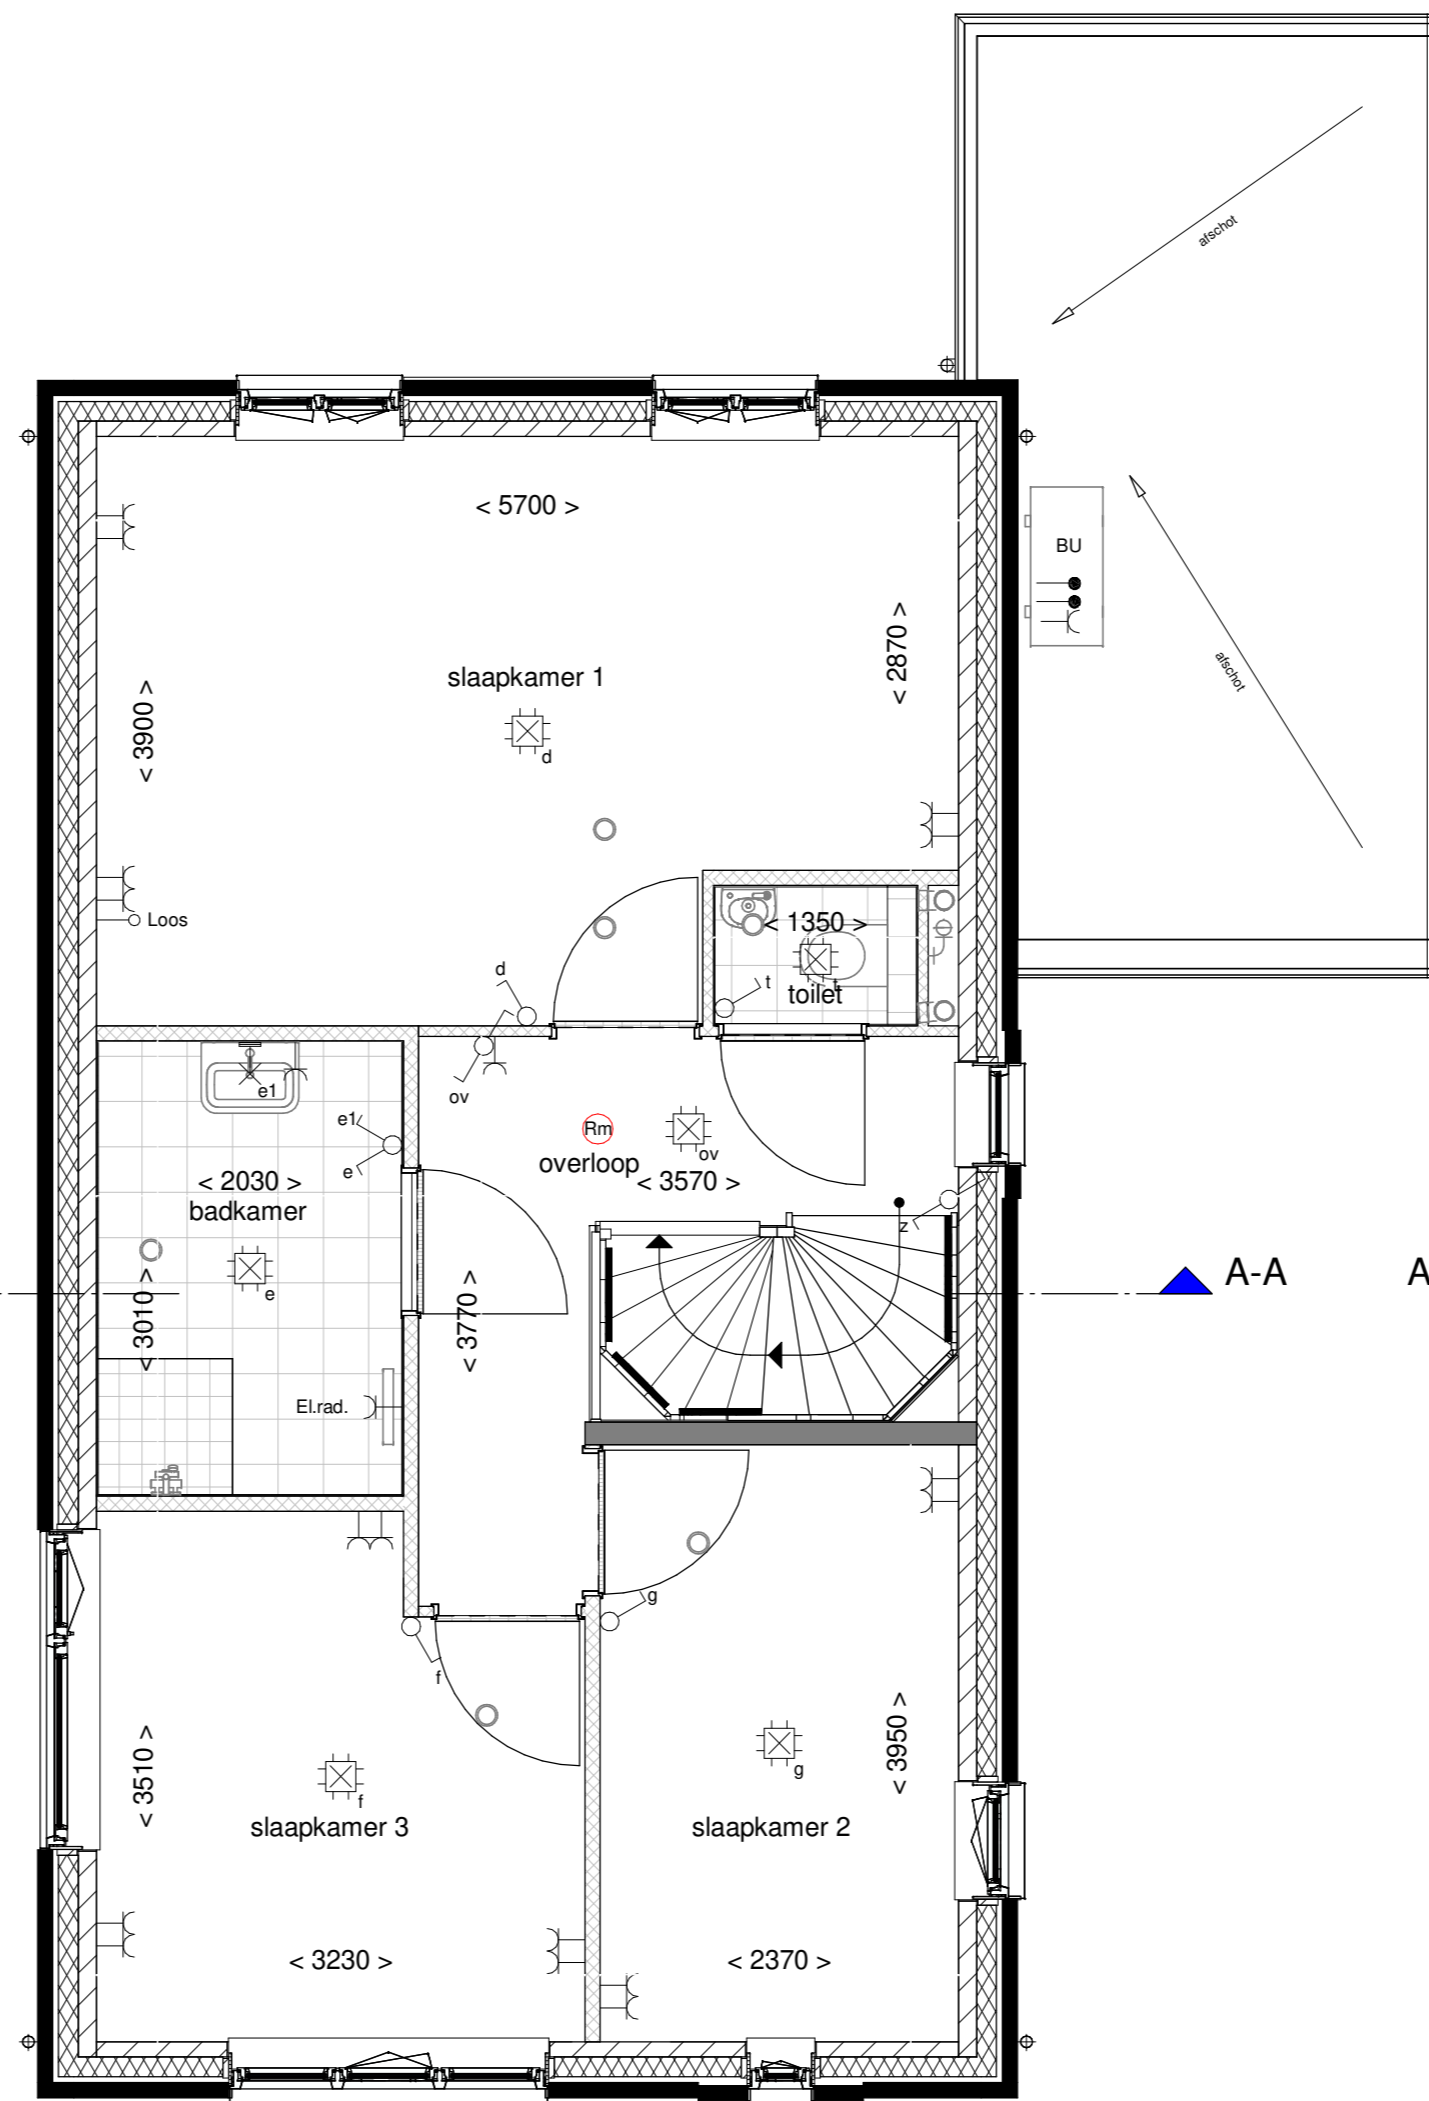 afschot
< 5700 >
BU
< 2870 >
slaapkamer 1
afschot
< 3900 >
d
Loos
< 1350 >
d
t
t
toilet
e1
ov
e1
Rm
ov
e
overloop
< 3570 >
< 2030 >
badkamer
z
A-A
A
e
< 3010 >
< 3770 >
El.rad.
g
f
< 3510 >
< 3950 >
g
f
slaapkamer 3
slaapkamer 2
< 3230 >
< 2370 >